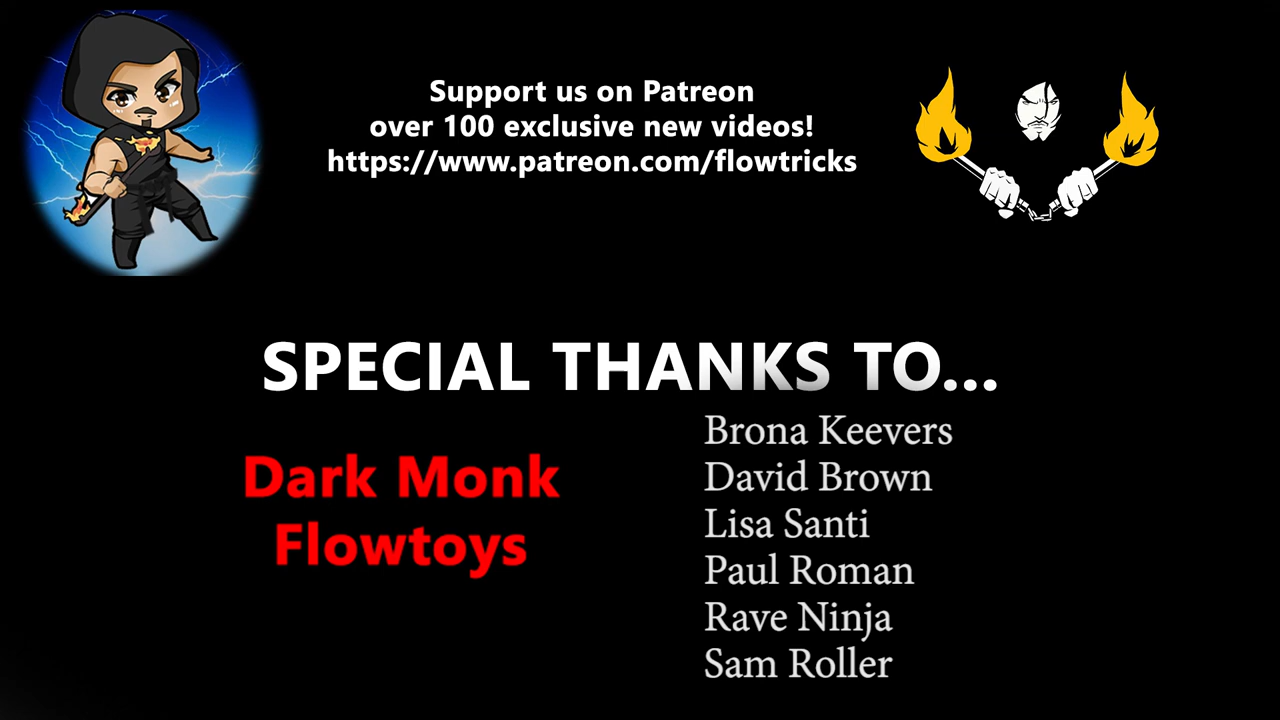 Support us on Patreon
over 100 exclusive new videos!
https://www.patreon.com/flowtricks
SPECIAL THANKS TO...
Dark Monk
Flowtoys
Brona Keevers
David Brown
Lisa Santi
Paul Roman
Rave Ninja
Sam Roller